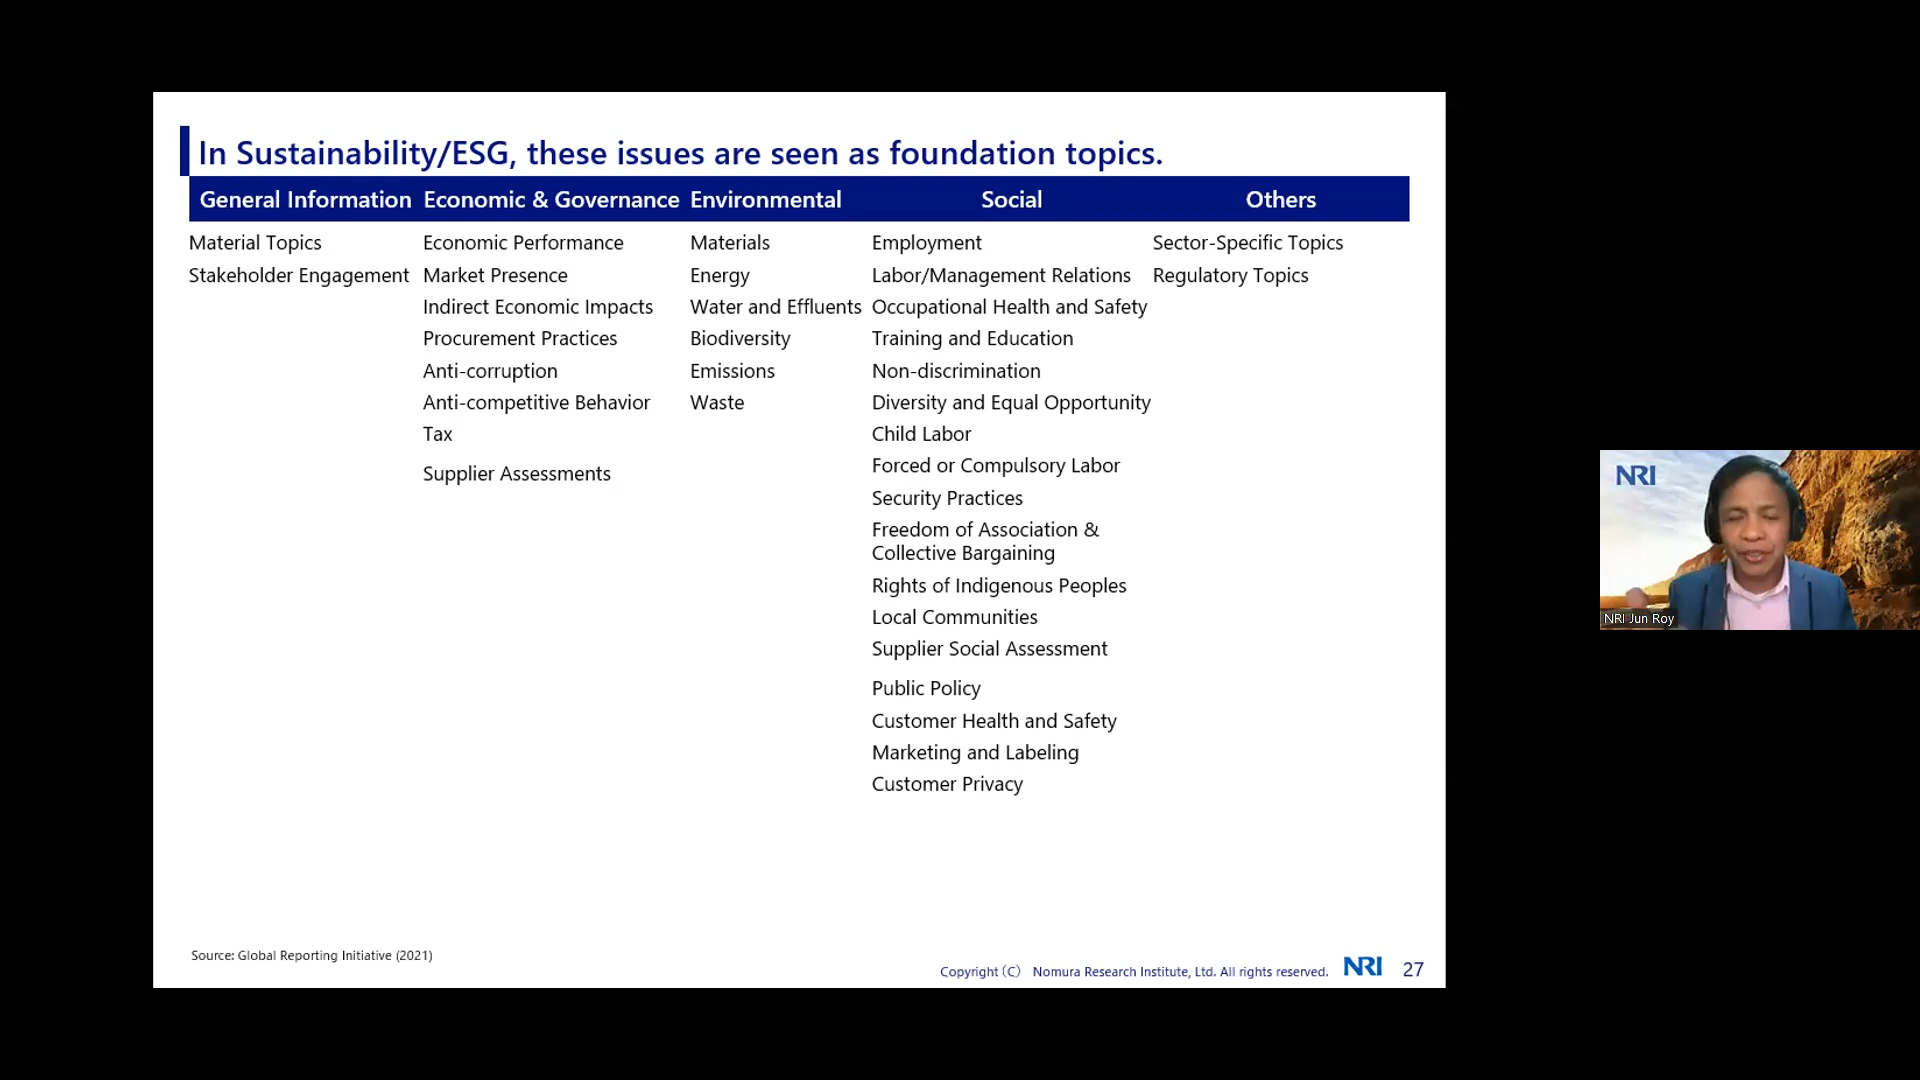 In Sustainability/ESG, these issues are seen as foundation topics.
General Information
Economic & Governance
Environmental
Social
Others
Material Topics
Stakeholder Engagement
Economic Performance
Market Presence
Indirect Economic Impacts
Procurement Practices
Anti-corruption
Anti-competitive Behavior
Tax
Supplier Assessments
Materials
Energy
Water and Effluents
Biodiversity
Emissions
Waste
Employment
Labor/Management Relations
Occupational Health and Safety
Training and Education
Non-discrimination
Diversity and Equal Opportunity
Child Labor
Forced or Compulsory Labor
Security Practices
Freedom of Association &
Collective Bargaining
Rights of Indigenous Peoples
Local Communities
Supplier Social Assessment
Public Policy
Customer Health and Safety
Marketing and Labeling
Customer Privacy
Sector-Specific Topics
Regulatory Topics
Source: Global Reporting Initiative (2021)
Copyright（C） Nomura Research Institute, Ltd. All rights reserved.
NRI
27
NRI
NRI Jun Roy